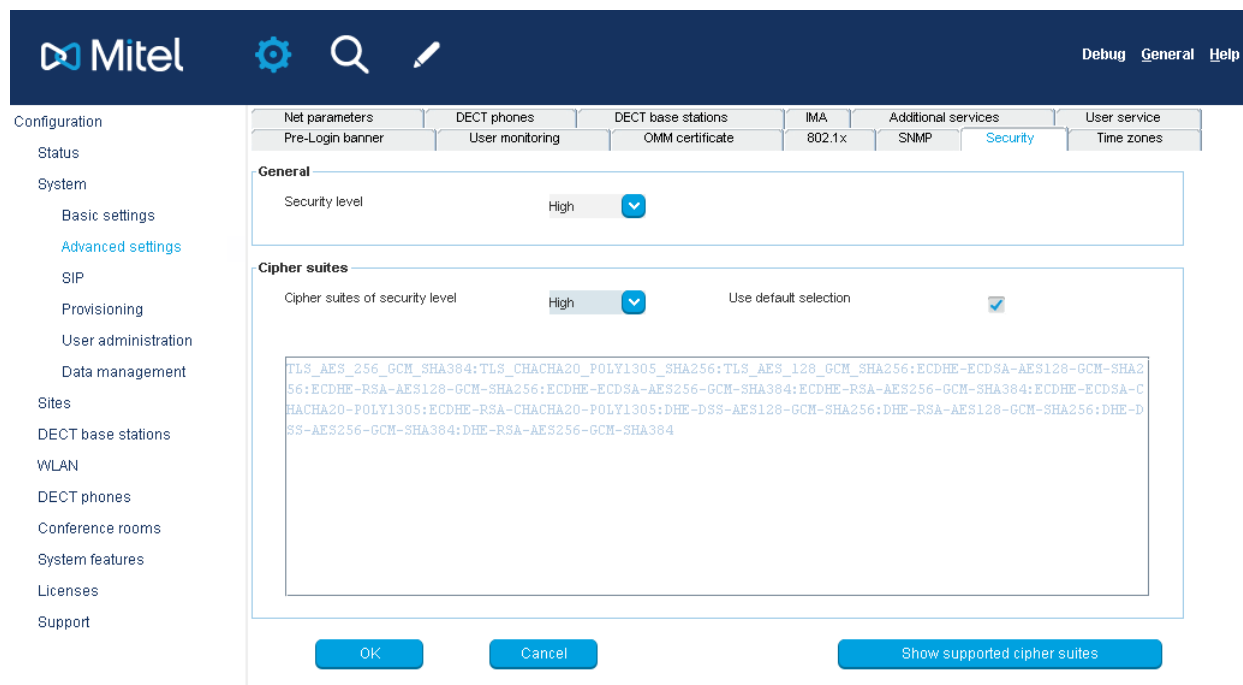 Mitel
Debug General Help
Configuration
Status
System
Basic settings
Advanced settings
SIP
Provisioning
User administration
Data management
Sites
DECT base stations
WLAN
DECT phones
Conference rooms
System features
Licenses
Support
Net parameters DECT phones DECT base stations IMA Additional services User service
Pre-Login banner User monitoring OMM certificate 802.1x SNMP Security Time zones
General
Security level High
Cipher suites
Cipher suites of security level High Use default selection
TLS_AES_256_GCM_SHA384:TLS_CHACHA20_POLY1305_SHA256:TLS_AES_128_GCM_SHA256:ECDHE-ECDSA-AES128-GCM-SHA2
56:ECDHE-RSA-AES128-GCM-SHA256:ECDHE-ECDSA-AES256-GCM-SHA384:ECDHE-RSA-AES256-GCM-SHA384:ECDHE-ECDSA-C
HACHA20-POLY1305:ECDHE-RSA-CHACHA20-POLY1305:DHE-DSS-AES128-GCM-SHA256:DHE-RSA-AES128-GCM-SHA256:DHE-D
SS-AES256-GCM-SHA384:DHE-RSA-AES256-GCM-SHA384
OK Cancel Show supported cipher suites